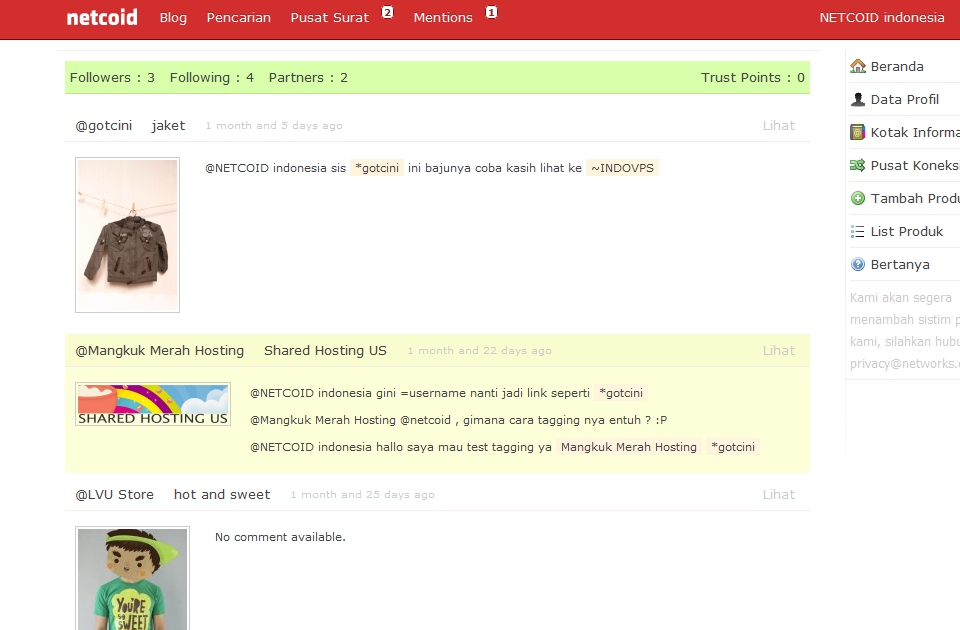 netcoid Blog Pencarian Pusat Surat 2 Mentions 1 NETCOID indonesia
Followers : 3 Following : 4 Partners : 2 Trust Points : 0
@gotcini jaket 1 month and 5 days ago Lihat
@NETCOID indonesia sis *gotcini ini bajunya coba kasih lihat ke ~INDOVPS
@Mangkuk Merah Hosting Shared Hosting US 1 month and 22 days ago Lihat
SHARED HOSTING US
@NETCOID indonesia gini =username nanti jadi link seperti *gotcini
@Mangkuk Merah Hosting @netcoid , gimana cara tagging nya entuh ? :P
@NETCOID indonesia hallo saya mau test tagging ya Mangkuk Merah Hosting *gotcini
@LVU Store hot and sweet 1 month and 25 days ago Lihat
YOU'RE
SO
SWEET
No comment available.
Beranda
Data Profil
Kotak Informa
Pusat Koneksi
Tambah Produ
List Produk
Bertanya
Kami akan segera
menambah sistim p
kami, silahkan hubu
privacy@networks.